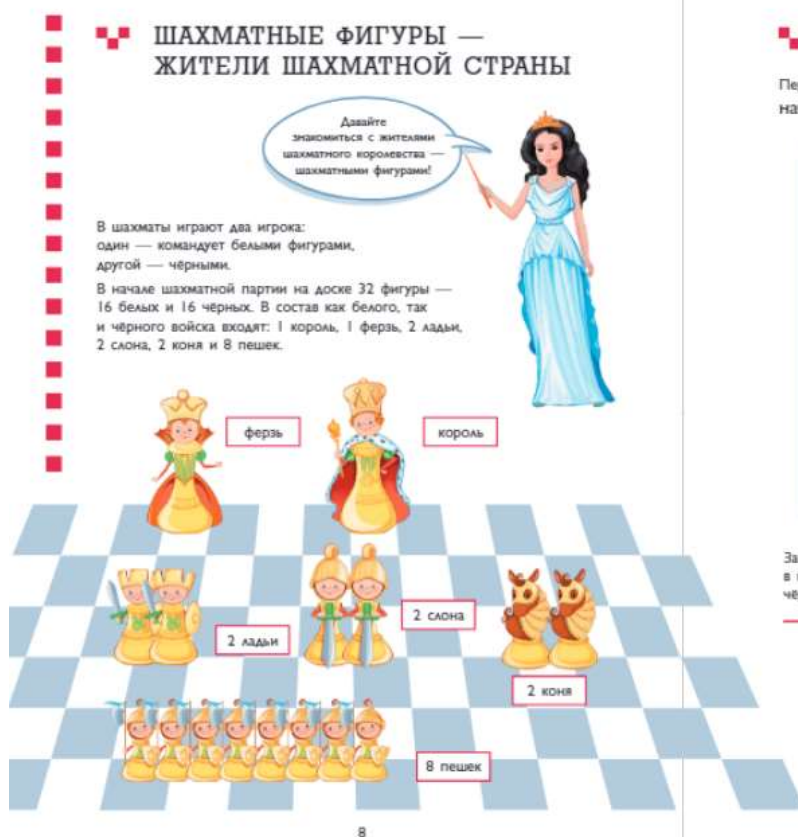 ШАХМАТНЫЕ ФИГУРЫ —
ЖИТЕЛИ ШАХМАТНОЙ СТРАНЫ
Давайте
знакомиться с жителями
шахматного королевства —
шахматными фигурами!
В шахматы играют два игрока:
один — командует белыми фигурами,
другой — чёрными.
В начале шахматной партии на доске 32 фигуры —
16 белых и 16 чёрных. В состав как белого, так
и чёрного войска входят: 1 король, 1 ферзь, 2 ладьи,
2 слона, 2 коня и 8 пешек.
ферзь
король
2 ладьи
2 слона
2 коня
8 пешек
8